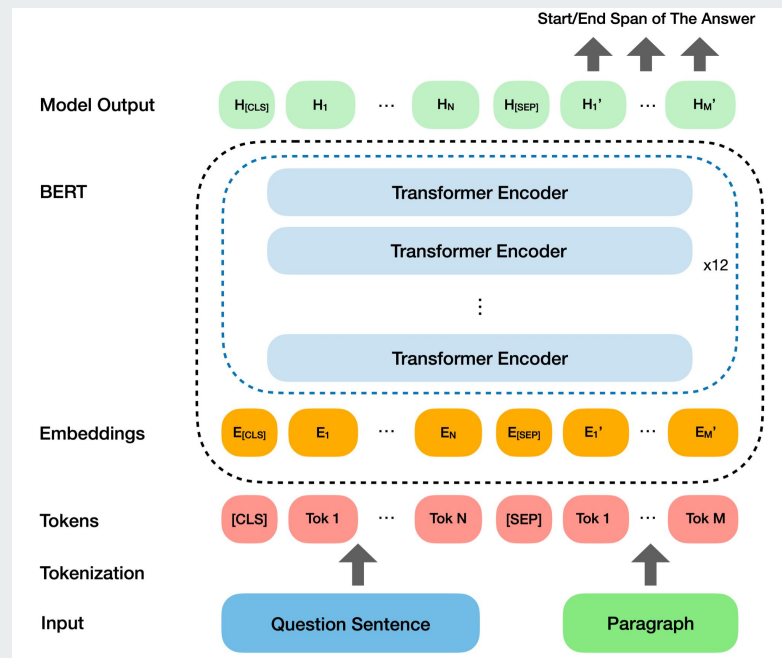 Start/End Span of The Answer
Model Output H[CLS] H1 ... HN H[SEP] H1' ... HM'
BERT
Transformer Encoder
Transformer Encoder
x12
⋮
Transformer Encoder
Embeddings E[CLS] E1 ... EN E[SEP] E1' ... EM'
Tokens [CLS] Tok 1 ... Tok N [SEP] Tok 1 ... Tok M
Tokenization
Input Question Sentence Paragraph